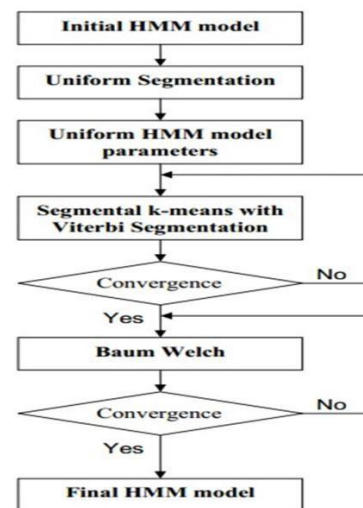 Initial HMM model
Uniform Segmentation
Uniform HMM model
parameters
Segmental k-means with
Viterbi Segmentation
Convergence
No
Yes
Baum Welch
Convergence
No
Yes
Final HMM model